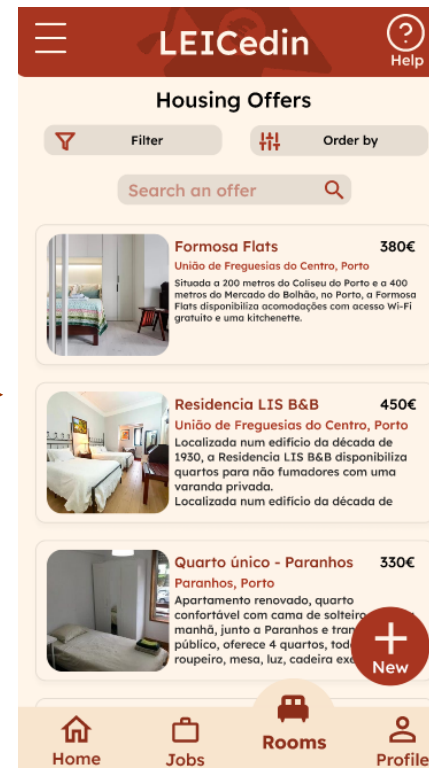 LEICedin
Help
Housing Offers
Filter
Order by
Search an offer
Formosa Flats 380€
União de Freguesias do Centro, Porto
Situada a 200 metros do Coliseu do Porto e a 400
metros do Mercado do Bolhão, no Porto, a Formosa
Flats disponibiliza acomodações com acesso Wi-Fi
gratuito e uma kitchenette.
Residencia LIS B&B 450€
União de Freguesias do Centro, Porto
Localizada num edifício da década de
1930, a Residencia LIS B&B disponibiliza
quartos para não fumadores com uma
varanda privada.
Localizada num edifício da década de
Quarto único - Paranhos 330€
Paranhos, Porto
Apartamento renovado, quarto
confortável com cama de solteiro
manhã, junto a Paranhos e
público, oferece 4 quartos,
roupeiro, mesa, luz, cadeira
New
Home
Jobs
Rooms
Profile